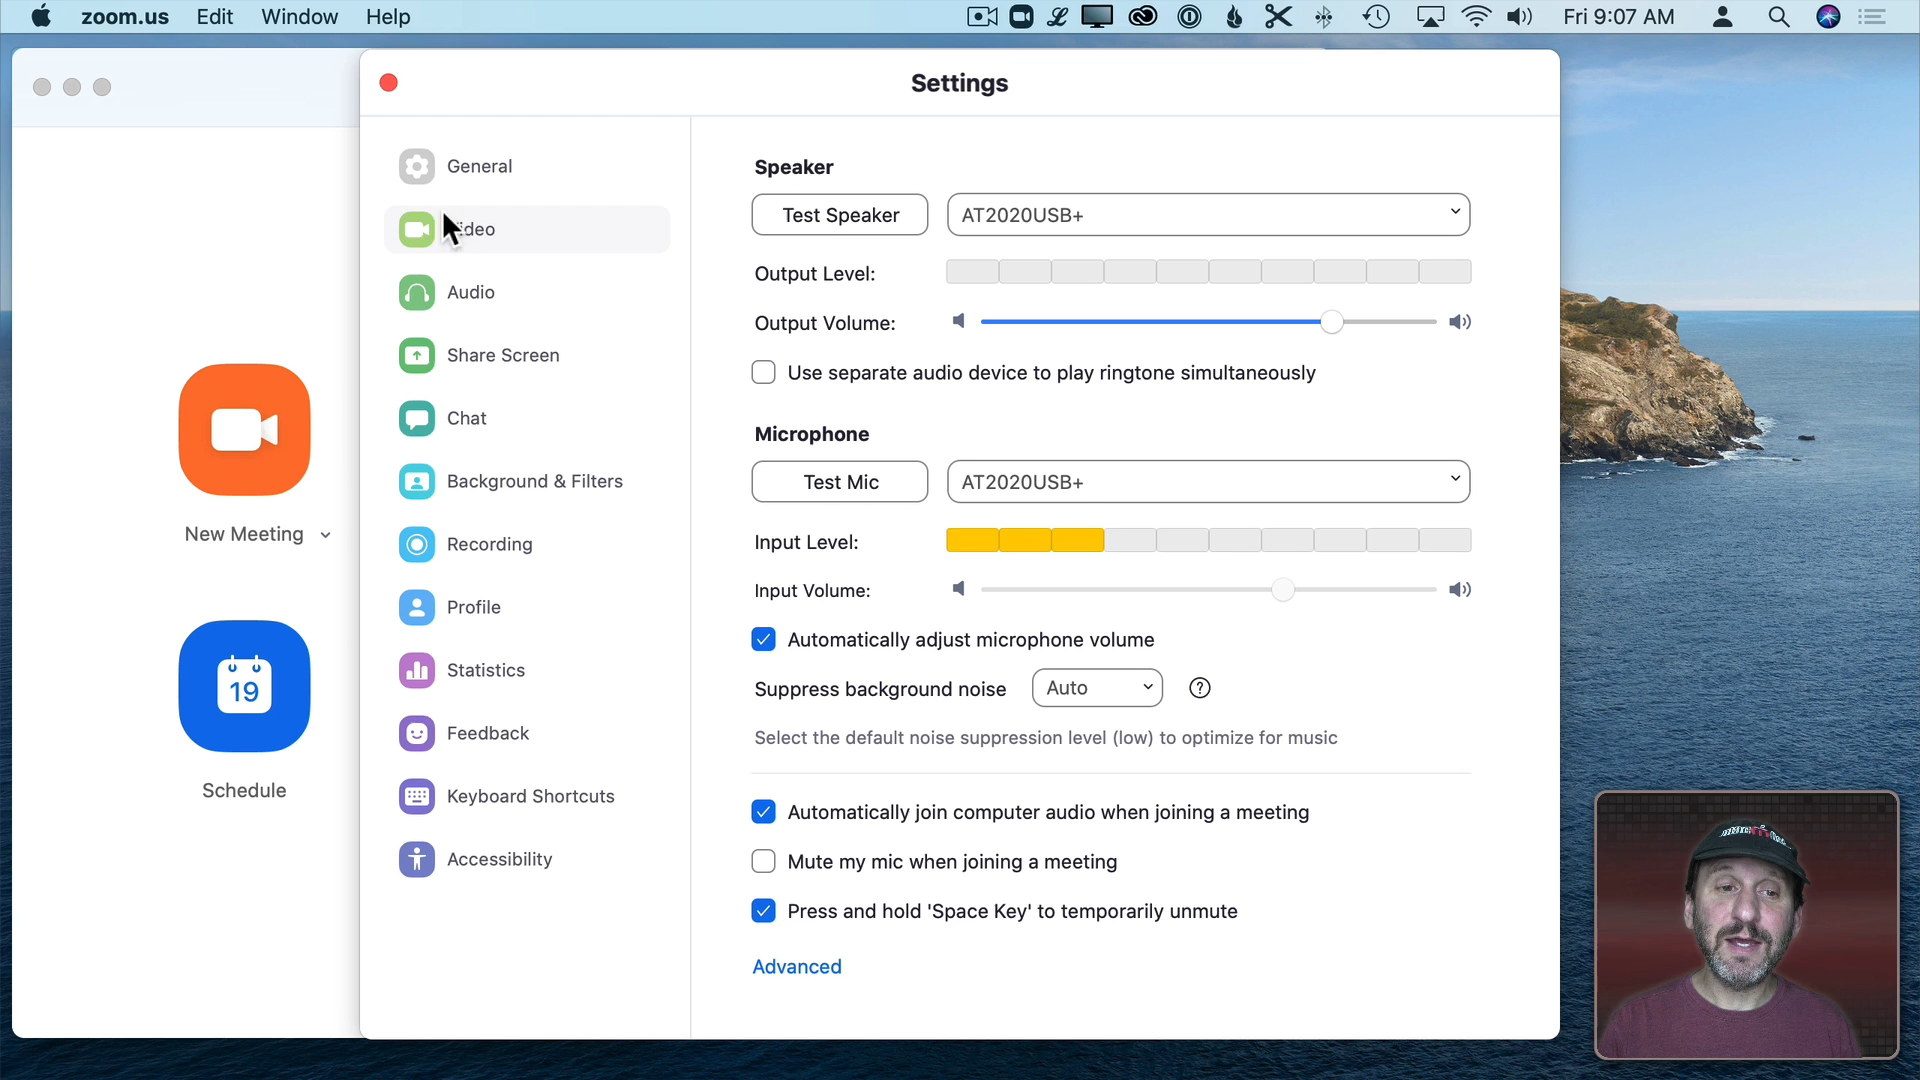 zoom.us Edit Window Help
Fri 9:07 AM
Settings
General
ideo
Audio
Share Screen
Chat
Background & Filters
Recording
Profile
Statistics
Feedback
Keyboard Shortcuts
Accessibility
New Meeting
19
Schedule
Speaker
Test Speaker AT2020USB+
Output Level:
Output Volume:
Use separate audio device to play ringtone simultaneously
Microphone
Test Mic AT2020USB+
Input Level:
Input Volume:
Automatically adjust microphone volume
Suppress background noise Auto ?
Select the default noise suppression level (low) to optimize for music
Automatically join computer audio when joining a meeting
Mute my mic when joining a meeting
Press and hold 'Space Key' to temporarily unmute
Advanced